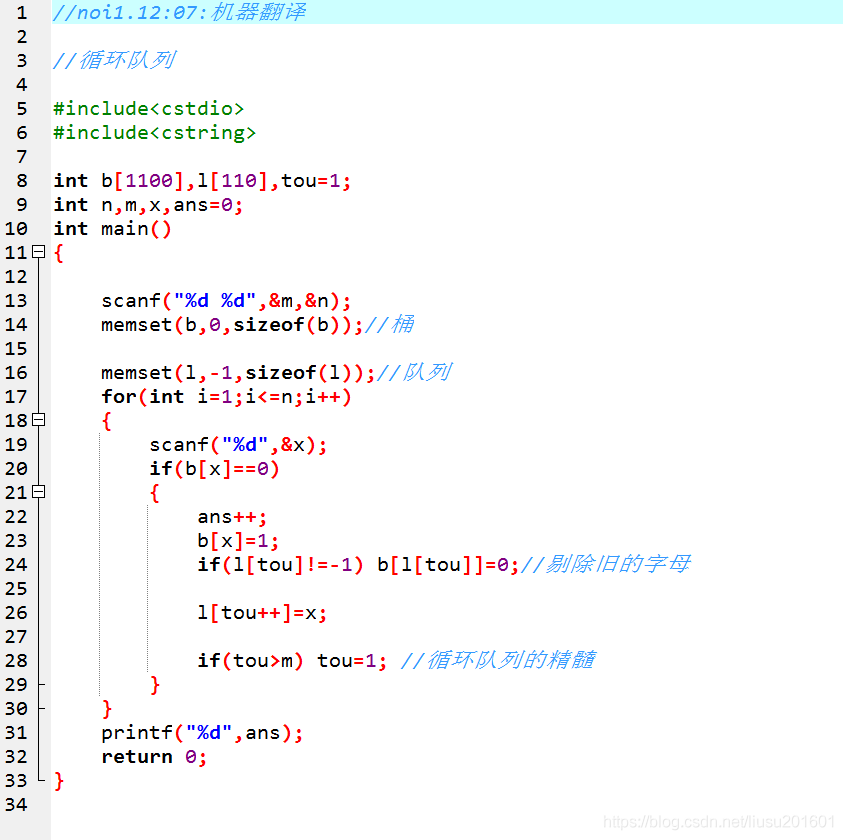 1 //noi1.12:07:机器翻译
2
3 //循环队列
4
5 #include<cstdio>
6 #include<cstring>
7
8 int b[1100],l[110],tou=1;
9 int n,m,x,ans=0;
10 int main()
11 {
12
13 scanf("%d %d",&m,&n);
14 memset(b,0,sizeof(b));//桶
15
16 memset(l,-1,sizeof(l));//队列
17 for(int i=1;i<=n;i++)
18 {
19 scanf("%d",&x);
20 if(b[x]==0)
21 {
22 ans++;
23 b[x]=1;
24 if(l[tou]!=-1) b[l[tou]]=0;//剔除旧的字母
25
26 l[tou++]=x;
27
28 if(tou>m) tou=1; //循环队列的精髓
29 }
30 }
31 printf("%d",ans);
32 return 0;
33 }
34
https://blog.csdn.net/liusu201601